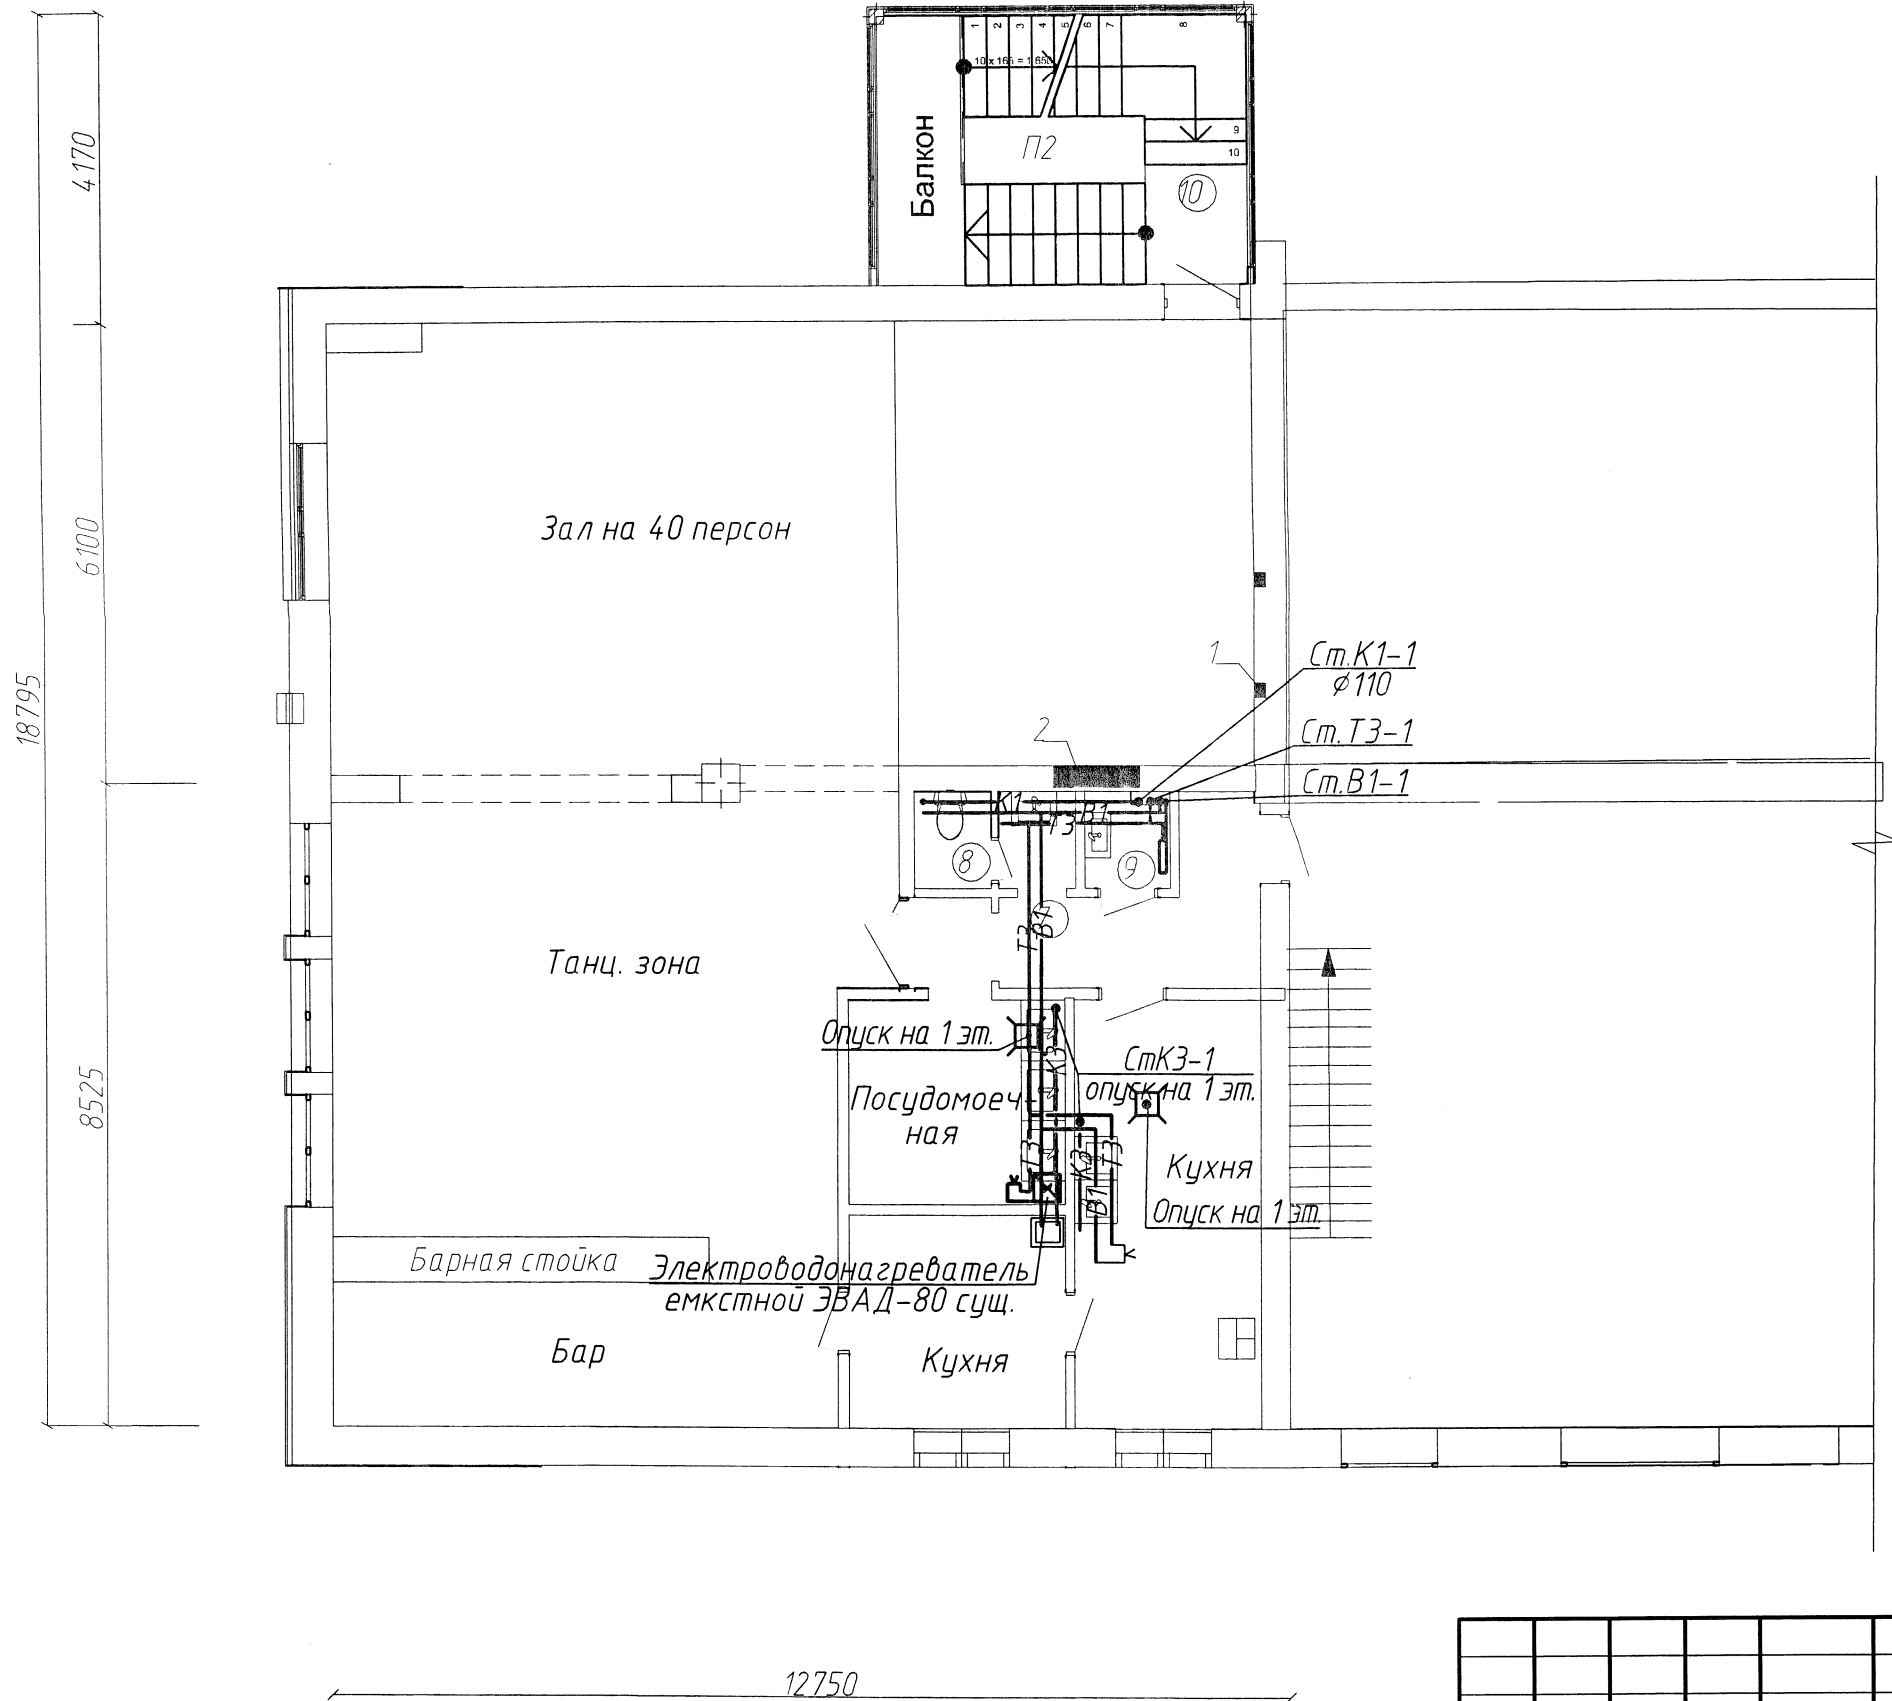 1 2 3 4 5 6 7 8
10 x 165 = 1 650
9
10
Балкон
П2
10
4170
6100
18795
8525
Зал на 40 персон
1
Ст.К1-1
⌀110
2
Ст.Т3-1
Ст.В1-1
К1
Т3
В1
8
9
Т3
В1
Танц. зона
Опуск на 1 эт.
К3
СтК3-1
опуск на 1 эт.
Посудомоеч-
ная
Т3
К3
Т3
В1
Кухня
Опуск на 1 эт.
Барная стойка
Электроводонагреватель
емкстной ЭВАД-80 сущ.
Бар
Кухня
12750